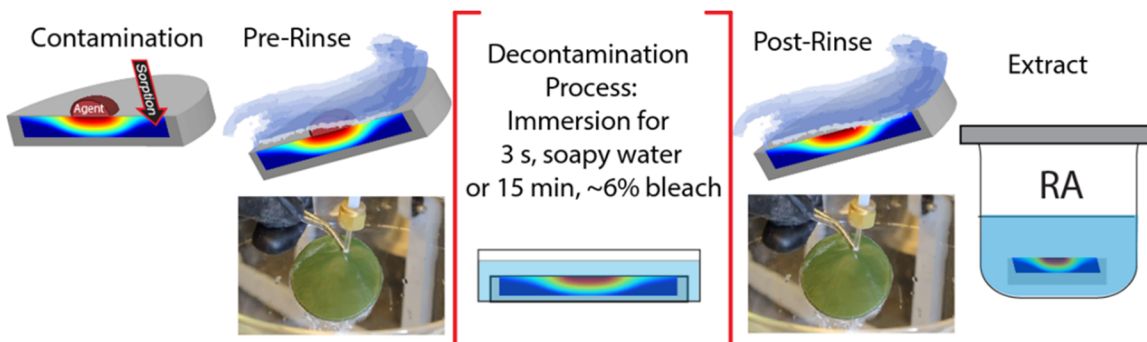 Contamination
Agent
Sorption
Pre-Rinse
Decontamination
Process:
Immersion for
3 s, soapy water
or 15 min, ~6% bleach
Post-Rinse
Extract
RA